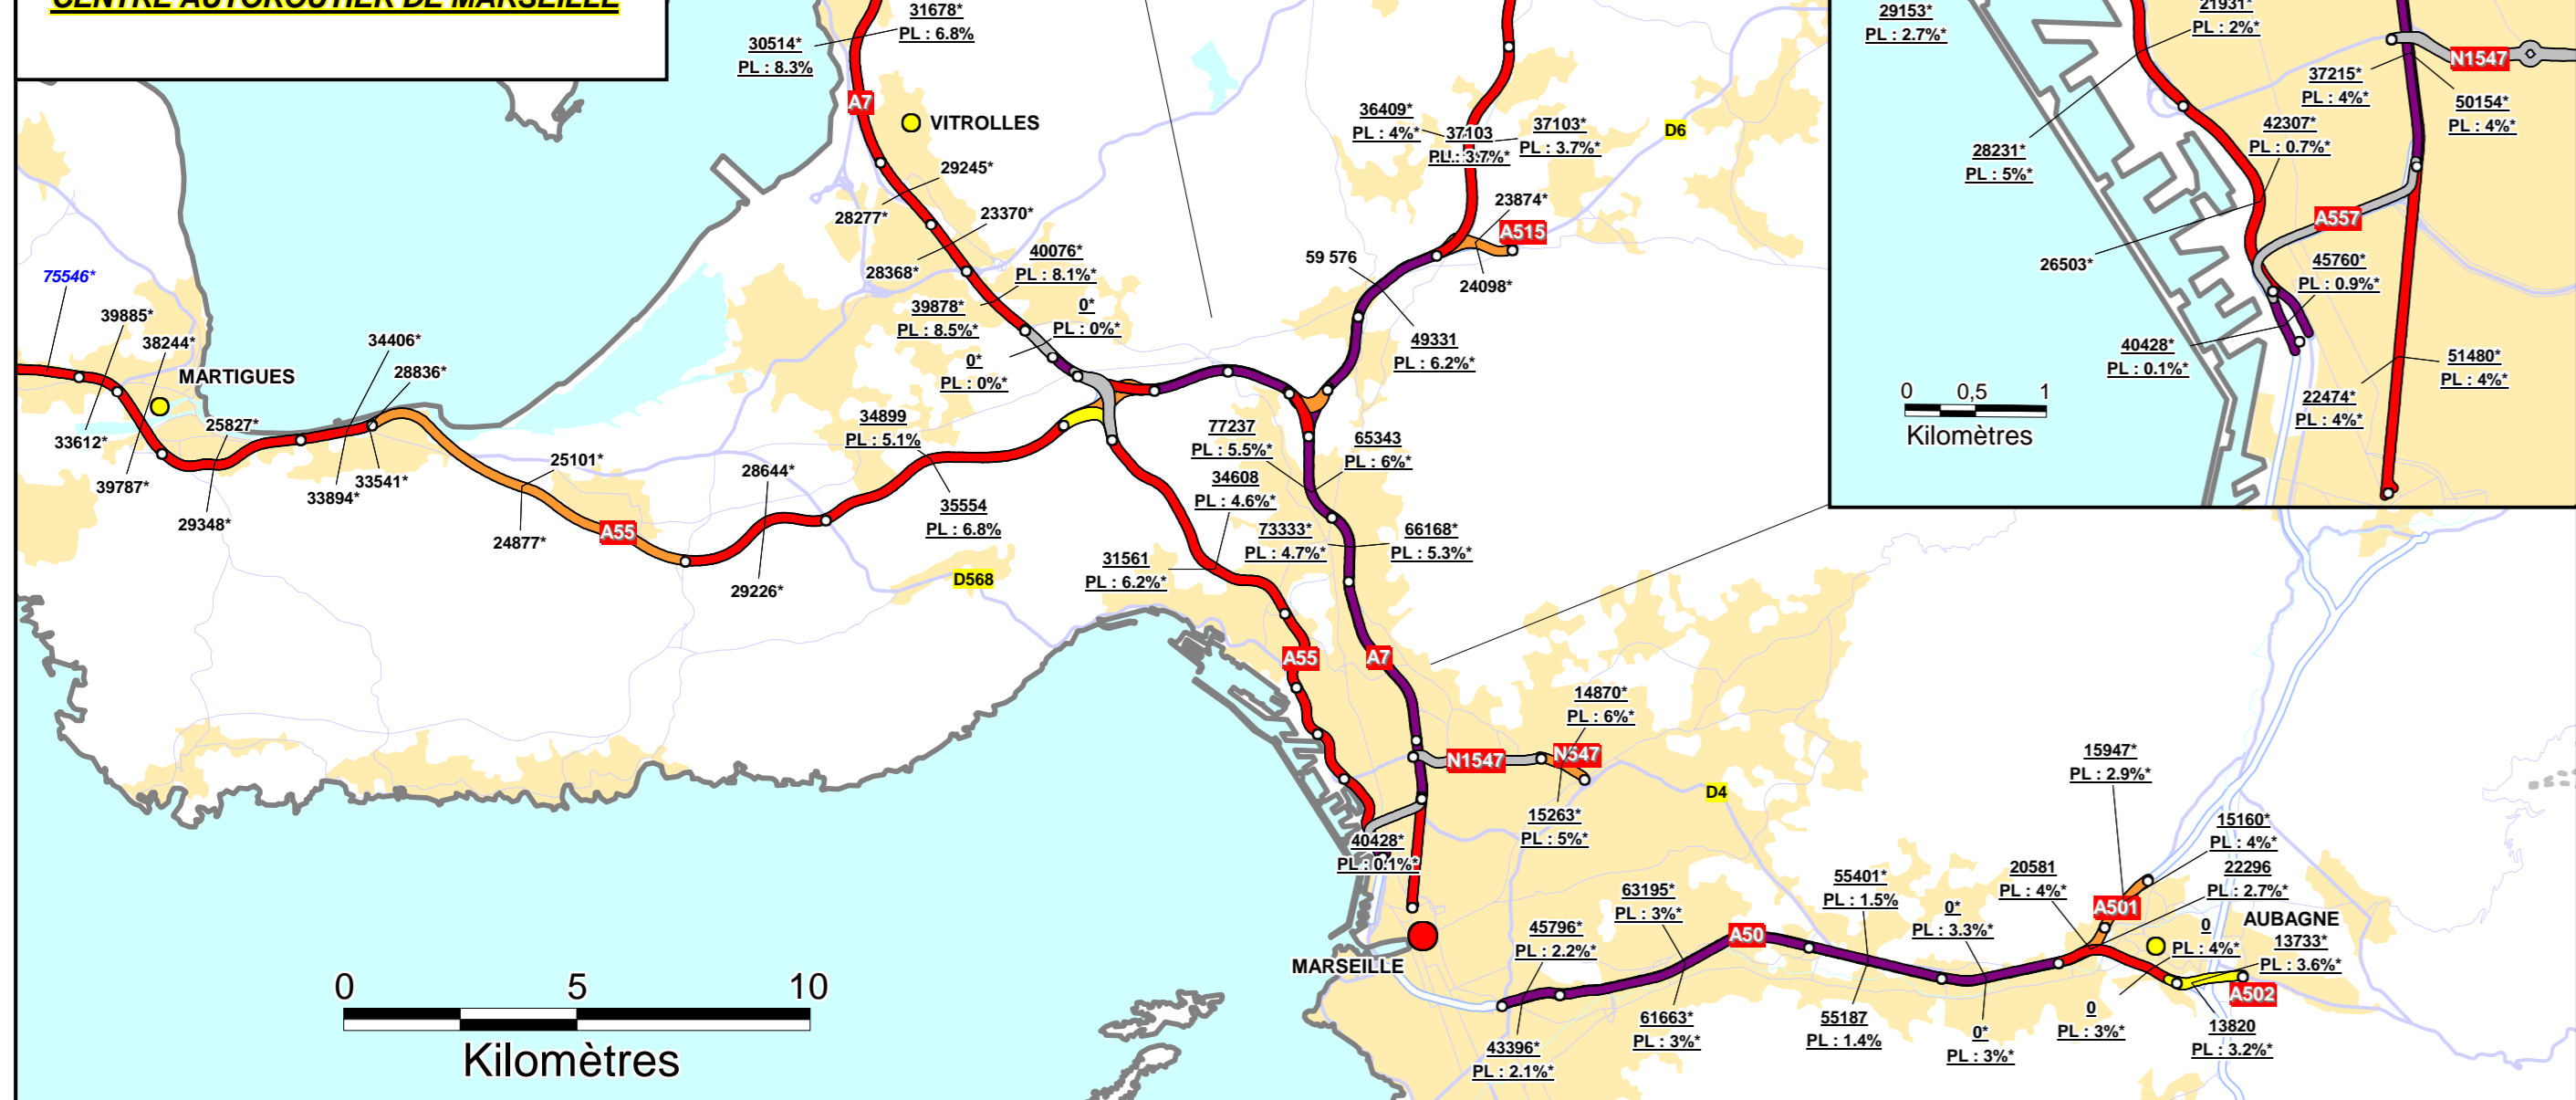 CENTRE AUTOROUTIER DE MARSEILLE
31678*
PL : 6.8%
30514*
PL : 8.3%
A7
VITROLLES
29245*
28277*
23370*
28368*
40076*
PL : 8.1%*
39878*
PL : 8.5%*
0*
PL : 0%*
0*
PL : 0%*
36409*
PL : 4%*
37103
PL : 3.7%*
37103*
PL : 3.7%*
D6
23874*
A515
24098*
59 576
49331
PL : 6.2%*
75546*
39885*
38244*
MARTIGUES
34406*
28836*
33612*
39787*
25827*
29348*
33894*
33541*
25101*
24877*
A55
28644*
29226*
34899
PL : 5.1%
35554
PL : 6.8%
D568
77237
PL : 5.5%*
65343
PL : 6%*
34608
PL : 4.6%*
31561
PL : 6.2%*
73333*
PL : 4.7%*
66168*
PL : 5.3%*
A55
A7
14870*
PL : 6%*
N1547
N547
15263*
PL : 5%*
D4
40428*
PL : 0.1%*
MARSEILLE
45796*
PL : 2.2%*
43396*
PL : 2.1%*
63195*
PL : 3%*
61663*
PL : 3%*
A50
55401*
PL : 1.5%
55187
PL : 1.4%
0*
PL : 3.3%*
0*
PL : 3%*
20581
PL : 4%*
15947*
PL : 2.9%*
15160*
PL : 4%*
22296
PL : 2.7%*
A501
AUBAGNE
0
PL : 4%*
0
PL : 3%*
13733*
PL : 3.6%*
A502
13820
PL : 3.2%*
0 5 10
Kilomètres
29153*
PL : 2.7%*
21931*
PL : 2%*
N1547
37215*
PL : 4%*
50154*
PL : 4%*
42307*
PL : 0.7%*
28231*
PL : 5%*
A557
26503*
45760*
PL : 0.9%*
40428*
PL : 0.1%*
51480*
PL : 4%*
22474*
PL : 4%*
0 0,5 1
Kilomètres